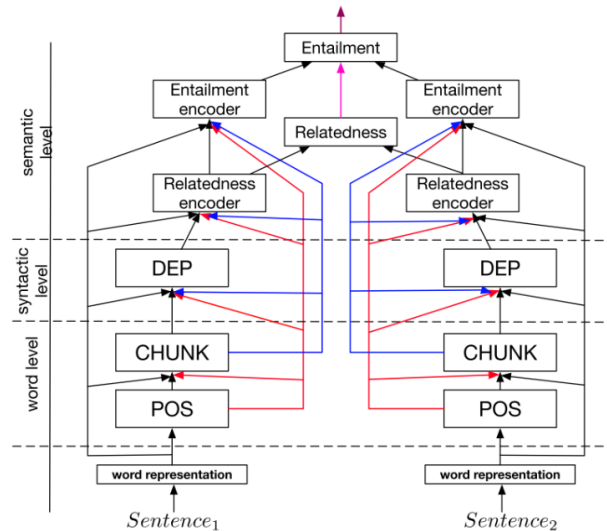 Entailment
Entailment
encoder
Entailment
encoder
Relatedness
Relatedness
encoder
Relatedness
encoder
semantic
level
DEP
DEP
syntactic
level
CHUNK
CHUNK
word level
POS
POS
word representation
word representation
Sentence₁
Sentence₂